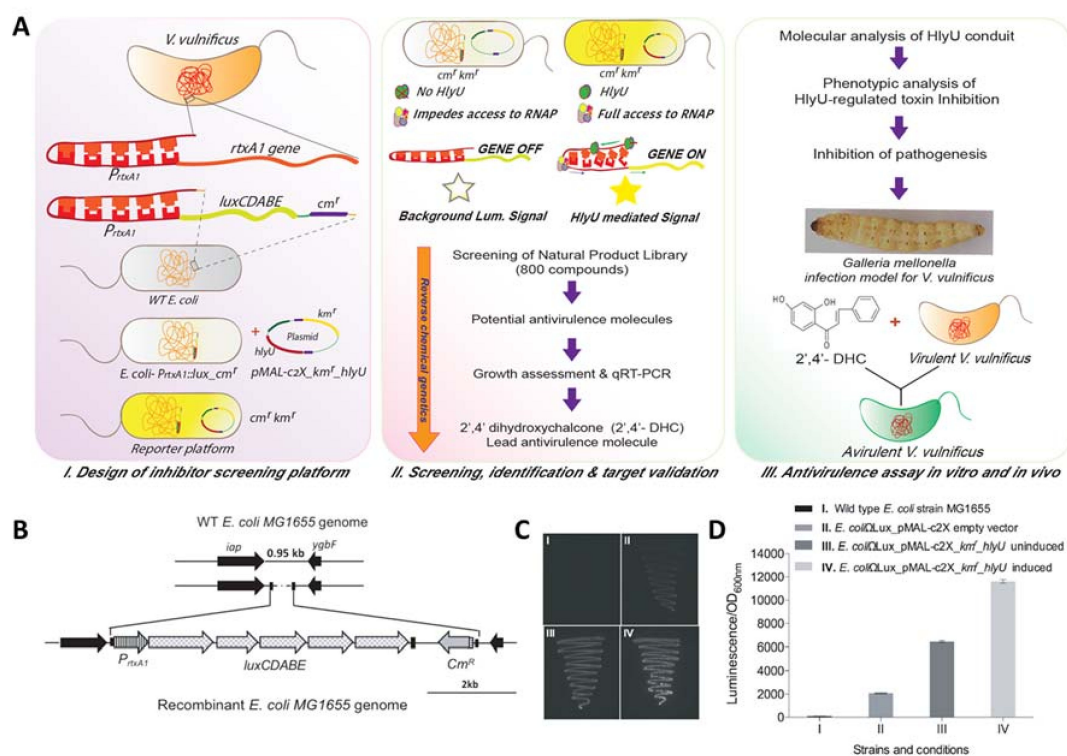 A
V. vulnificus
rtxA1 gene
PrtxA1
luxCDABE
cmr
PrtxA1
WT E. coli
+
kmr
Plasmid
hlyU
E. coli- PrtxA1::lux_cmr
pMAL-c2X_kmr_hlyU
cmr kmr
Reporter platform
I. Design of inhibitor screening platform
cmr kmr
cmr kmr
No HlyU
HlyU
Impedes access to RNAP
Full access to RNAP
GENE OFF
GENE ON
Background Lum. Signal
HlyU mediated Signal
Reverse chemical genetics
Screening of Natural Product Library
(800 compounds)
Potential antivirulence molecules
Growth assessment & qRT-PCR
2',4' dihydroxychalcone (2',4'- DHC)
Lead antivirulence molecule
II. Screening, identification & target validation
Molecular analysis of HlyU conduit
Phenotypic analysis of
HlyU-regulated toxin Inhibition
Inhibition of pathogenesis
Galleria mellonella
infection model for V. vulnificus
HO
OH
O
+
2',4'- DHC
Virulent V. vulnificus
Avirulent V. vulnificus
III. Antivirulence assay in vitro and in vivo
B
WT E. coli MG1655 genome
iap
0.95 kb
ygbF
PrtxA1
luxCDABE
CmR
2kb
Recombinant E. coli MG1655 genome
C
I
II
III
IV
D
I. Wild type E. coli strain MG1655
II. E. coliΩLux_pMAL-c2X empty vector
III. E. coliΩLux_pMAL-c2X_kmr_hlyU uninduced
IV. E. coliΩLux_pMAL-c2X_kmr_hlyU induced
Luminescence/OD600nm
14000
12000
10000
8000
6000
4000
2000
0
I
II
III
IV
Strains and conditions